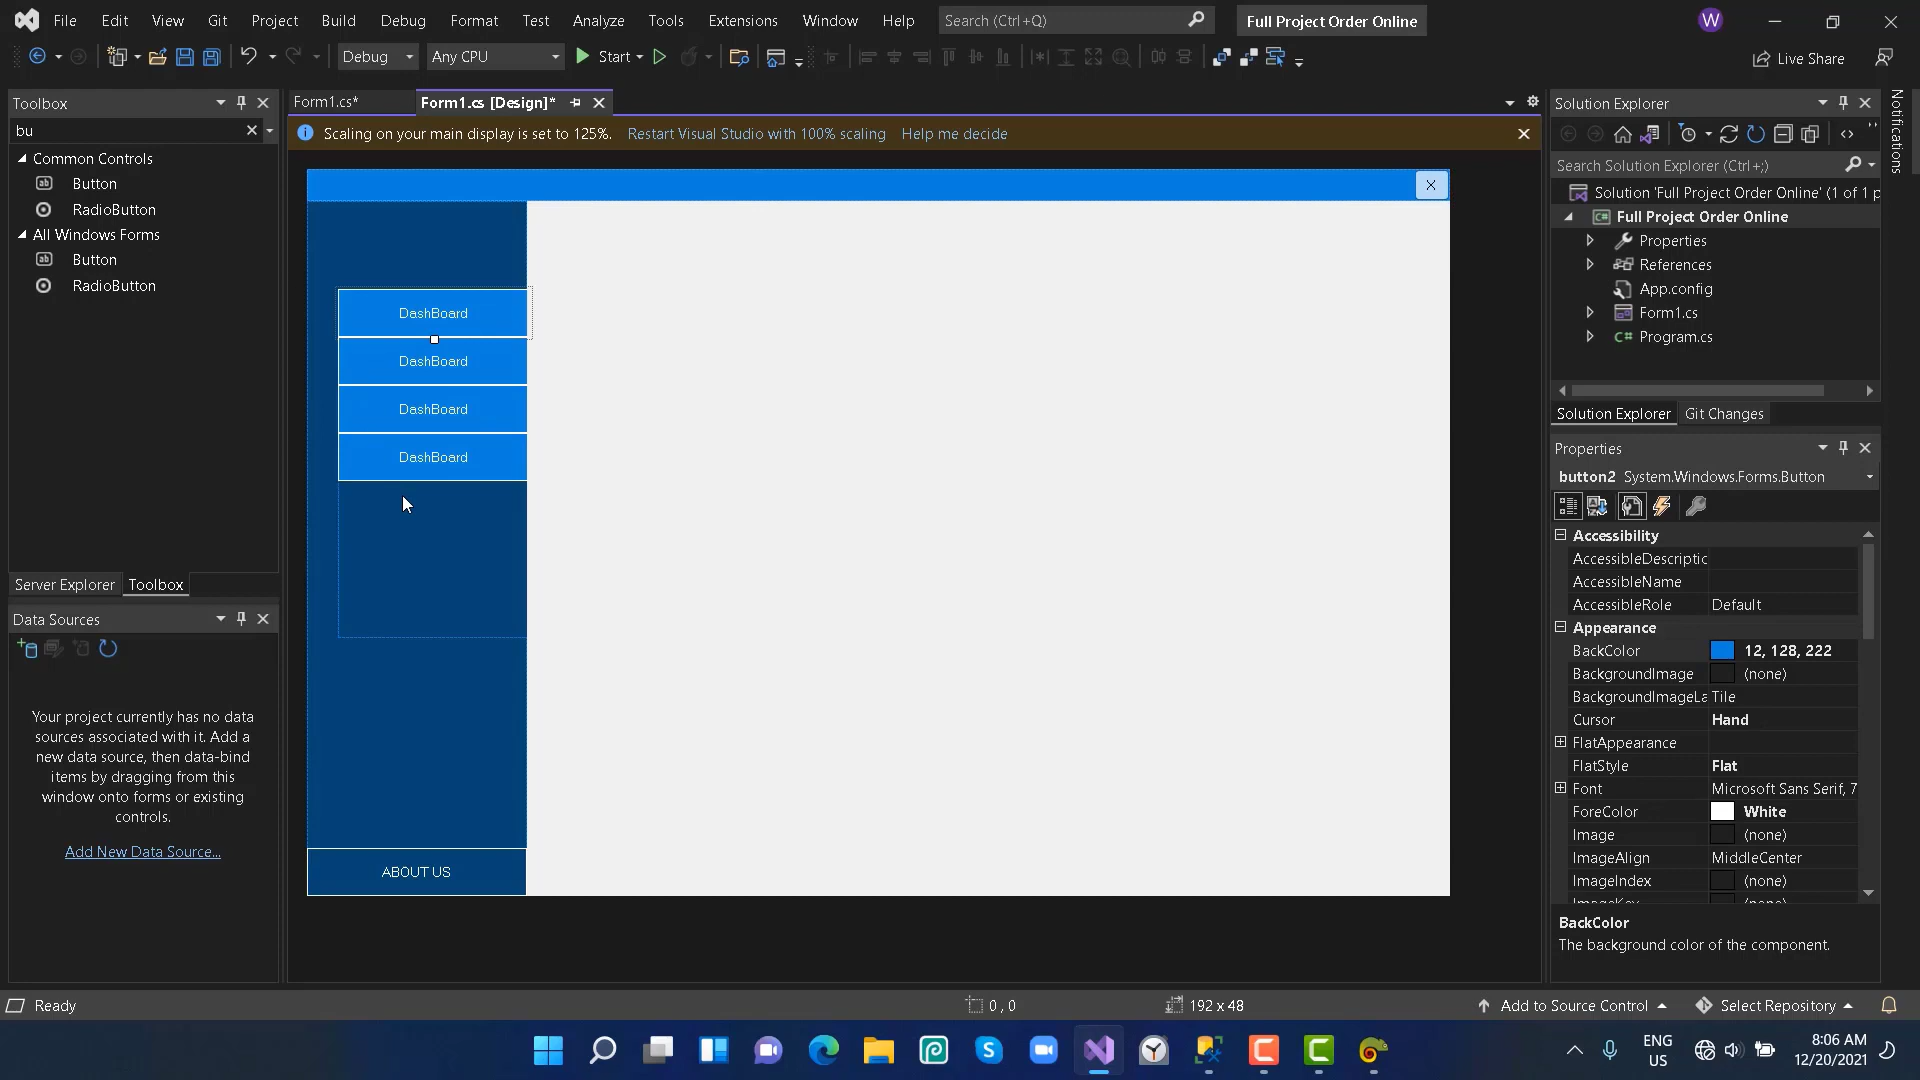 File Edit View Git Project Build Debug Format Test Analyze Tools Extensions Window Help Search (Ctrl+Q) Full Project Order Online W
Debug Any CPU Start Live Share
Toolbox
bu
Common Controls
Button
RadioButton
All Windows Forms
Button
RadioButton
Server Explorer Toolbox
Data Sources
Your project currently has no data
sources associated with it. Add a
new data source, then data-bind
items by dragging from this
window onto forms or existing
controls.
Add New Data Source...
Form1.cs* Form1.cs [Design]*
Scaling on your main display is set to 125%. Restart Visual Studio with 100% scaling Help me decide
DashBoard
DashBoard
DashBoard
DashBoard
ABOUT US
Solution Explorer
Search Solution Explorer (Ctrl+;)
Solution 'Full Project Order Online' (1 of 1 p
Full Project Order Online
Properties
References
App.config
Form1.cs
C# Program.cs
Solution Explorer Git Changes
Notifications
Properties
button2 System.Windows.Forms.Button
Accessibility
AccessibleDescriptic
AccessibleName
AccessibleRole Default
Appearance
BackColor 12, 128, 222
BackgroundImage (none)
BackgroundImageLa Tile
Cursor Hand
FlatAppearance
FlatStyle Flat
Font Microsoft Sans Serif, 7
ForeColor White
Image (none)
ImageAlign MiddleCenter
ImageIndex (none)
BackColor
The background color of the component.
Ready 0 , 0 192 x 48 Add to Source Control Select Repository
ENG
US
8:06 AM
12/20/2021